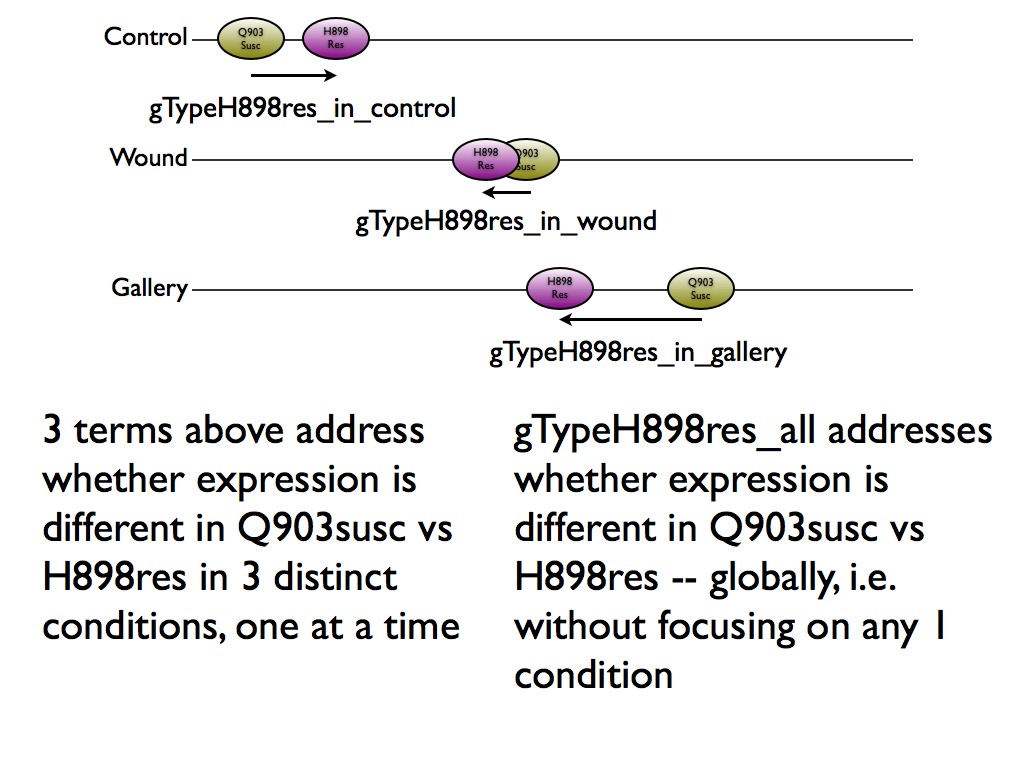 Control
Q903
Susc
H898
Res
gTypeH898res_in_control
Wound
H898
Res
Q903
Susc
gTypeH898res_in_wound
Gallery
H898
Res
Q903
Susc
gTypeH898res_in_gallery
3 terms above address
whether expression is
different in Q903susc vs
H898res in 3 distinct
conditions, one at a time
gTypeH898res_all addresses
whether expression is
different in Q903susc vs
H898res -- globally, i.e.
without focusing on any 1
condition